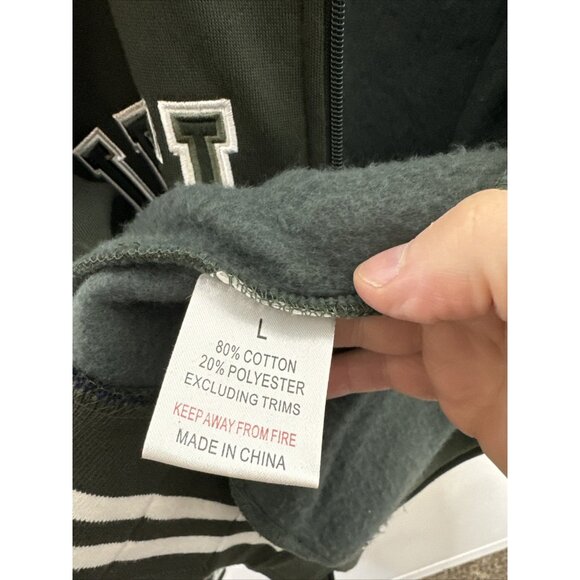 L
80% COTTON
20% POLYESTER
EXCLUDING TRIMS
KEEP AWAY FROM FIRE
MADE IN CHINA